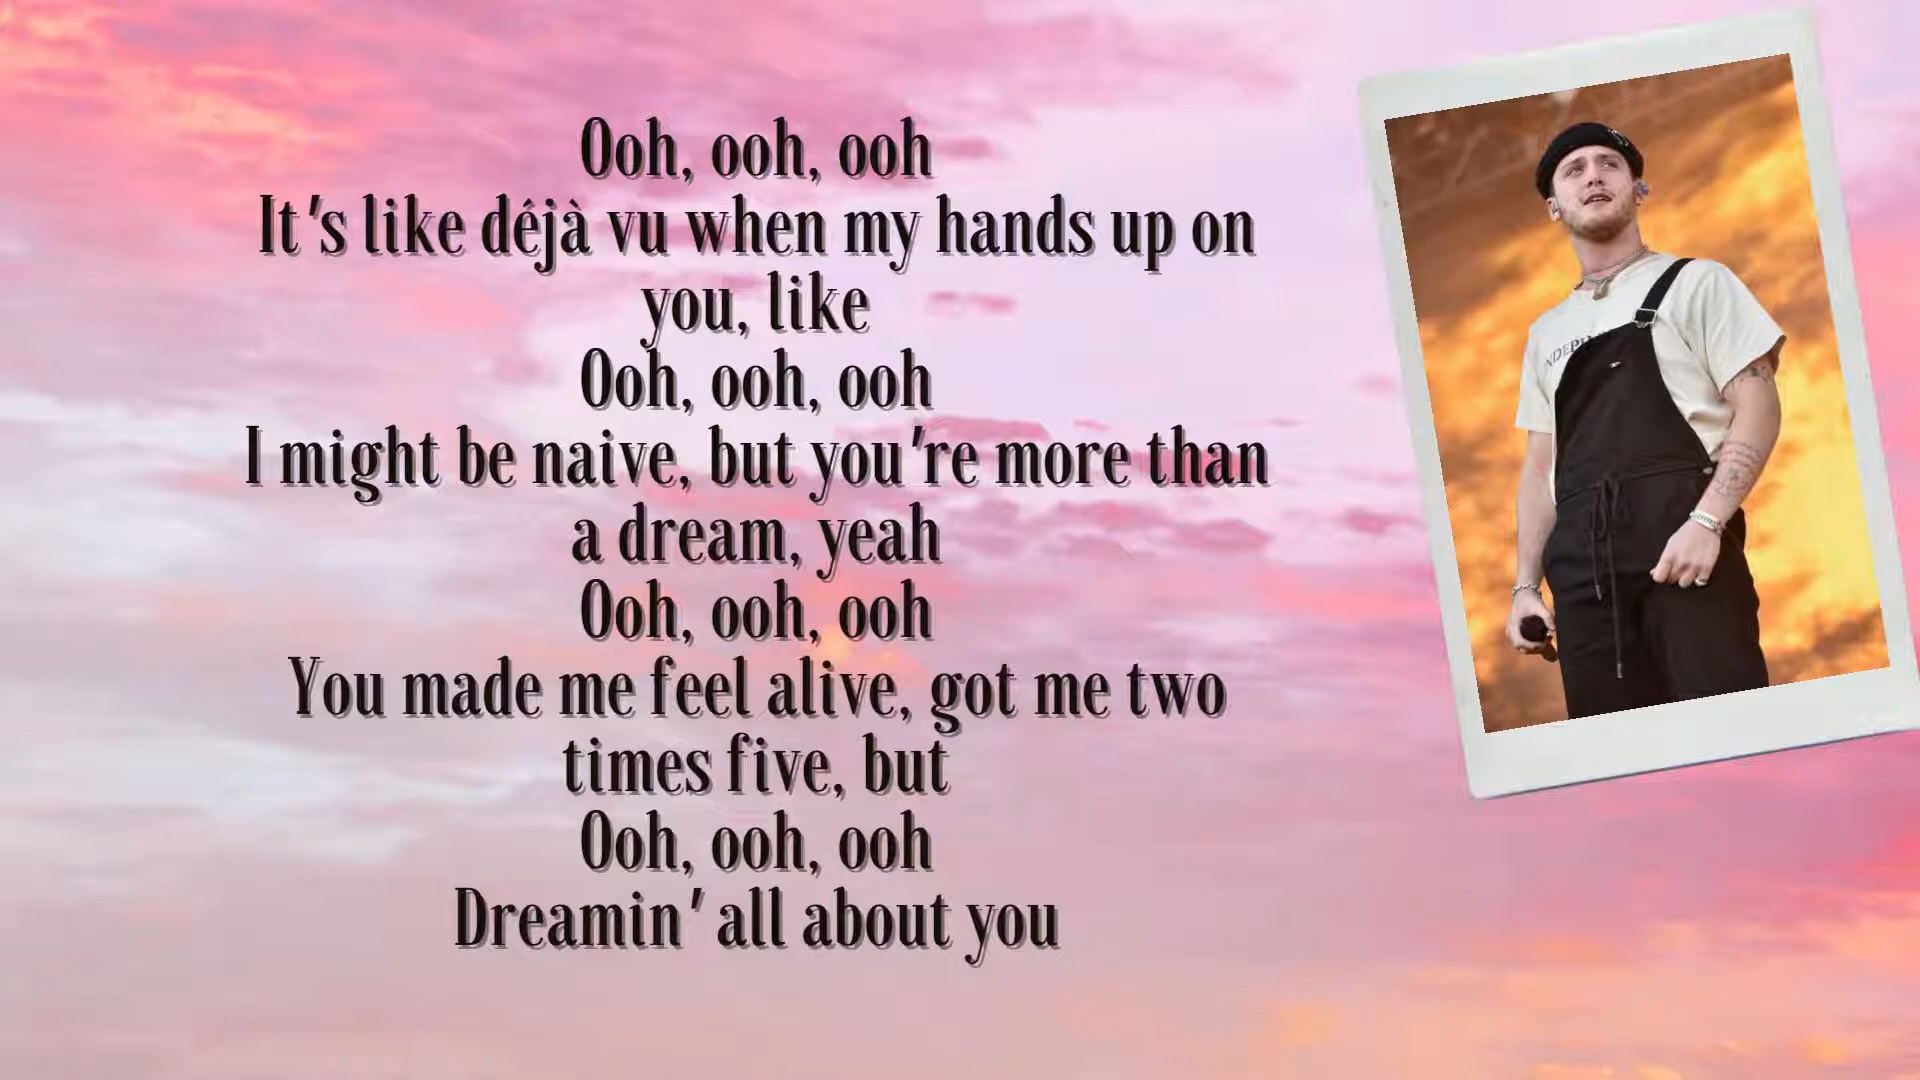 Ooh, ooh, ooh
It's like déjà vu when my hands up on
you, like
Ooh, ooh, ooh
I might be naive, but you're more than
a dream, yeah
Ooh, ooh, ooh
You made me feel alive, got me two
times five, but
Ooh, ooh, ooh
Dreamin' all about you